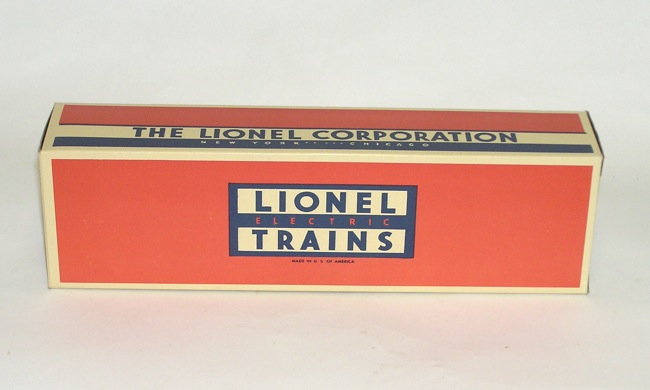 THE LIONEL CORPORATION
NEW YORK CHICAGO
LIONEL
ELECTRIC
TRAINS
MADE IN U. S. OF AMERICA